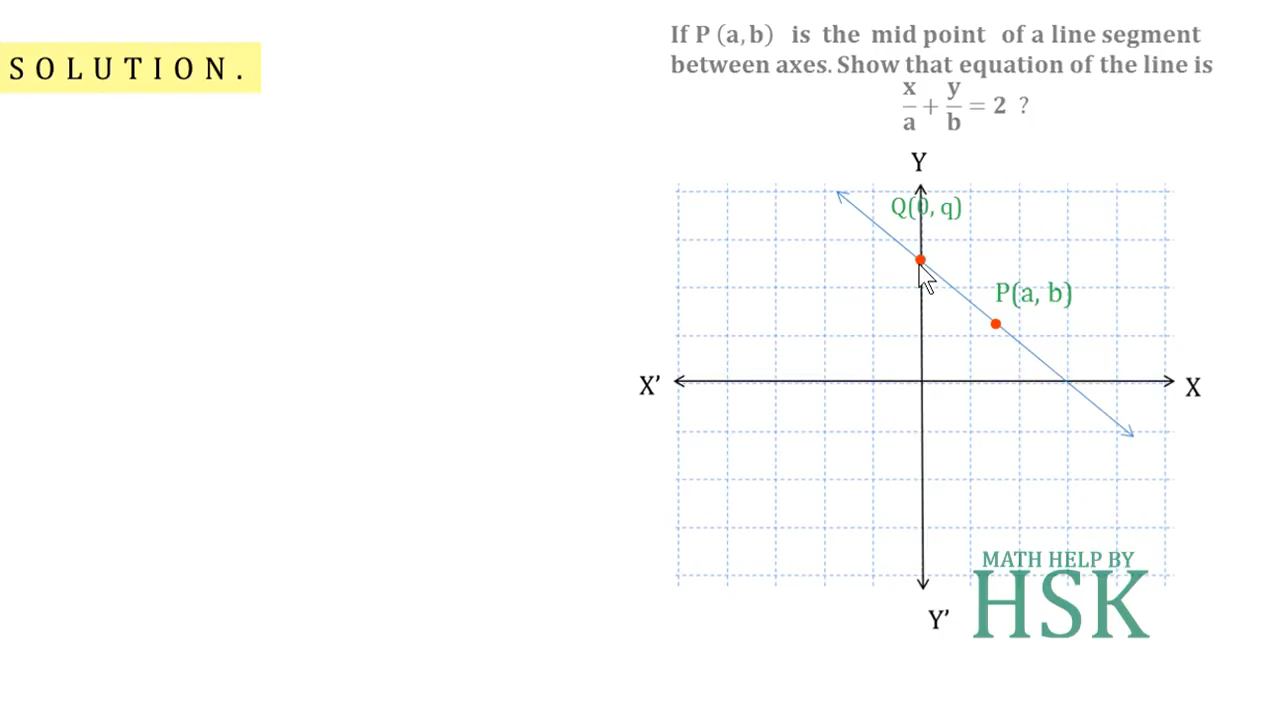 SOLUTION.
If P (a,b) is the mid point of a line segment
between axes. Show that equation of the line is
x/a + y/b = 2 ?
Y
Q(0, q)
P(a, b)
X’
X
Y’
MATH HELP BY
HSK